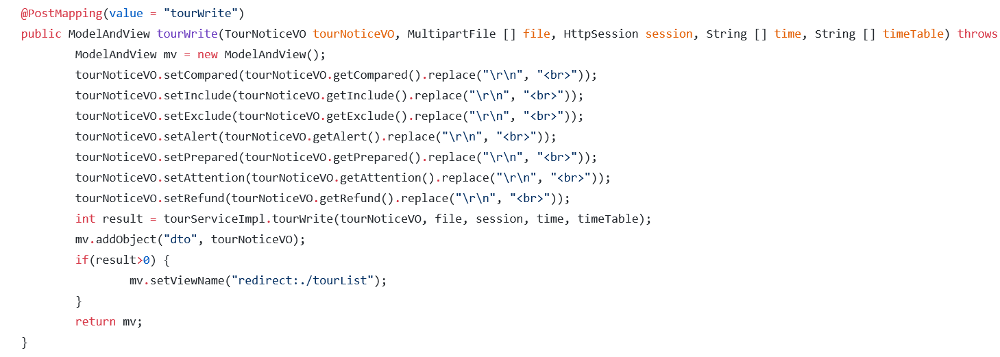 @PostMapping(value = "tourWrite")
public ModelAndView tourWrite(TourNoticeVO tourNoticeVO, MultipartFile [] file, HttpSession session, String [] time, String [] timeTable) throws
ModelAndView mv = new ModelAndView();
tourNoticeVO.setCompared(tourNoticeVO.getCompared().replace("\r\n", "<br>"));
tourNoticeVO.setInclude(tourNoticeVO.getInclude().replace("\r\n", "<br>"));
tourNoticeVO.setExclude(tourNoticeVO.getExclude().replace("\r\n", "<br>"));
tourNoticeVO.setAlert(tourNoticeVO.getAlert().replace("\r\n", "<br>"));
tourNoticeVO.setPrepared(tourNoticeVO.getPrepared().replace("\r\n", "<br>"));
tourNoticeVO.setAttention(tourNoticeVO.getAttention().replace("\r\n", "<br>"));
tourNoticeVO.setRefund(tourNoticeVO.getRefund().replace("\r\n", "<br>"));
int result = tourServiceImpl.tourWrite(tourNoticeVO, file, session, time, timeTable);
mv.addObject("dto", tourNoticeVO);
if(result>0) {
mv.setViewName("redirect:./tourList");
}
return mv;
}